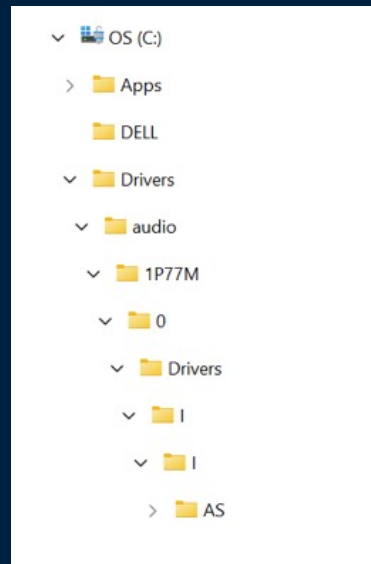 OS (C:)
Apps
DELL
Drivers
audio
1P77M
0
Drivers
I
I
AS